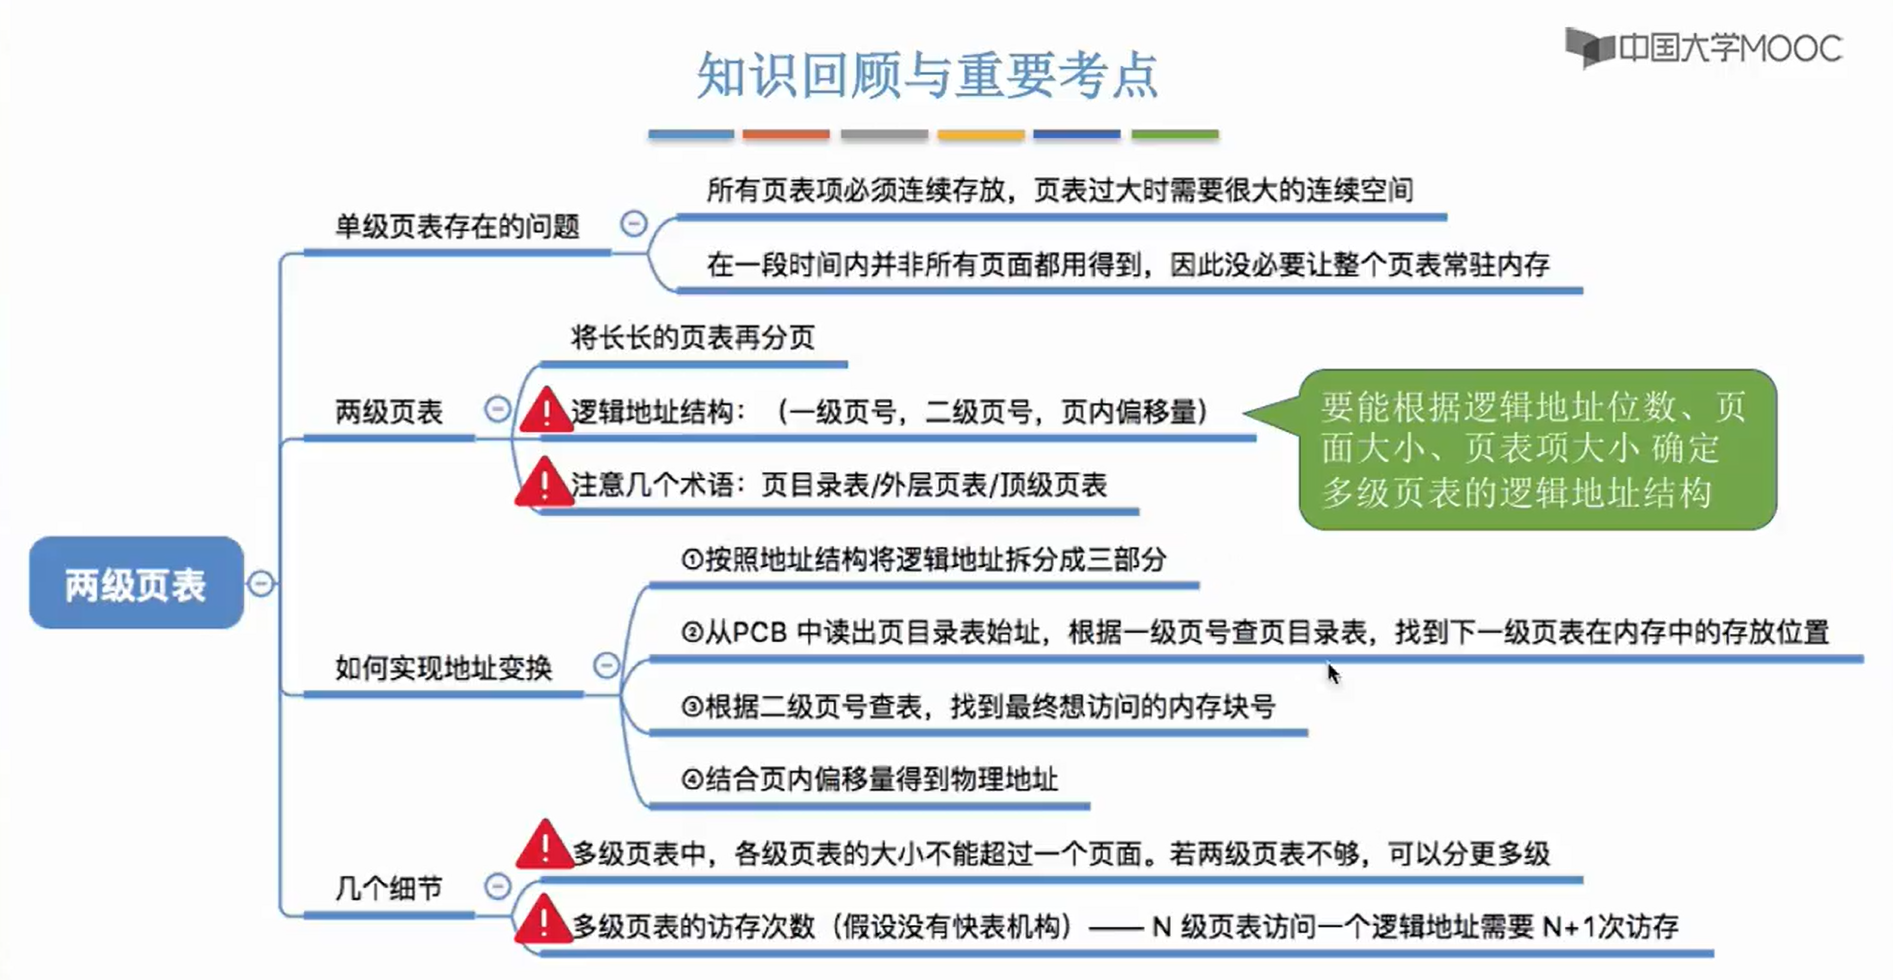 中国大学MOOC
知识回顾与重要考点
所有页表项必须连续存放，页表过大时需要很大的连续空间
单级页表存在的问题
在一段时间内并非所有页面都用得到，因此没必要让整个页表常驻内存
将长长的页表再分页
两级页表
逻辑地址结构：（一级页号，二级页号，页内偏移量）
要能根据逻辑地址位数、页
面大小、页表项大小 确定
多级页表的逻辑地址结构
注意几个术语：页目录表/外层页表/顶级页表
两级页表
①按照地址结构将逻辑地址拆分成三部分
②从PCB 中读出页目录表始址，根据一级页号查页目录表，找到下一级页表在内存中的存放位置
如何实现地址变换
③根据二级页号查表，找到最终想访问的内存块号
④结合页内偏移量得到物理地址
多级页表中，各级页表的大小不能超过一个页面。若两级页表不够，可以分更多级
几个细节
多级页表的访存次数（假设没有快表机构）—— N 级页表访问一个逻辑地址需要 N+1次访存